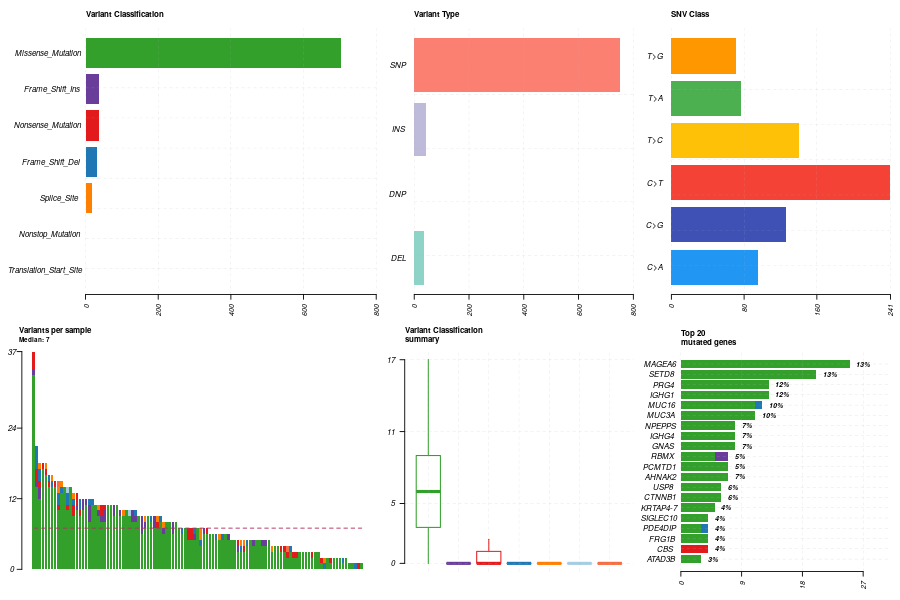 Variant Classification
Missense_Mutation
Frame_Shift_Ins
Nonsense_Mutation
Frame_Shift_Del
Splice_Site
Nonstop_Mutation
Translation_Start_Site
0
200
400
600
800
Variant Type
SNP
INS
DNP
DEL
0
200
400
600
800
SNV Class
T>G
T>A
T>C
C>T
C>G
C>A
0
80
160
241
Variants per sample
Median: 7
37
24
12
0
Variant Classification
summary
17
11
5
0
Top 20
mutated genes
MAGEA6 13%
SETD8 13%
PRG4 12%
IGHG1 12%
MUC16 10%
MUC3A 10%
NPEPPS 7%
IGHG4 7%
GNAS 7%
RBMX 5%
PCMTD1 5%
AHNAK2 7%
USP8 6%
CTNNB1 6%
KRTAP4-7 4%
SIGLEC10 4%
PDE4DIP 4%
FRG1B 4%
CBS 4%
ATAD3B 3%
0
9
18
27